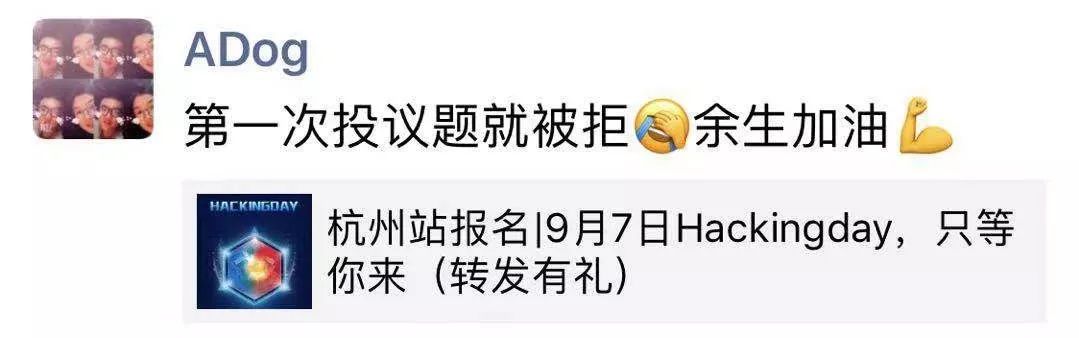 ADog
第一次投议题就被拒🤦余生加油💪
HACKINGDAY
杭州站报名|9月7日Hackingday，只等
你来（转发有礼）